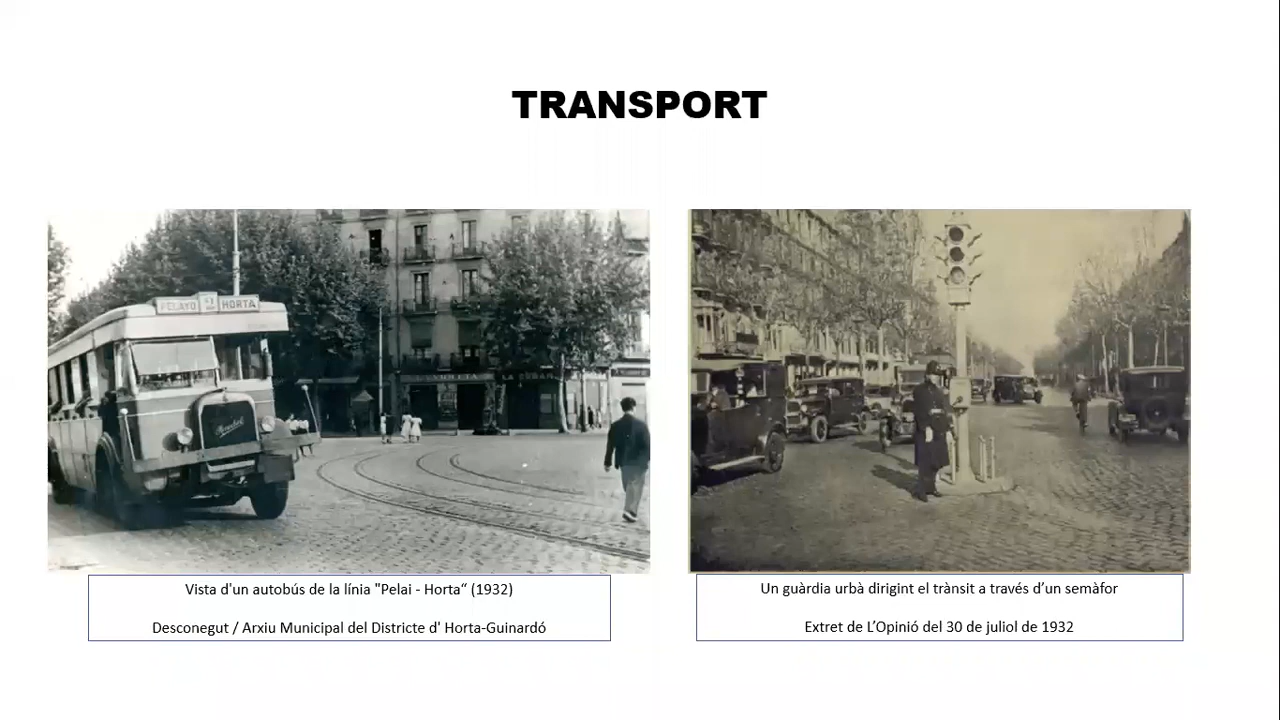 TRANSPORT
PELAYO 2 HORTA
Vista d'un autobús de la línia "Pelai - Horta“ (1932)
Desconegut / Arxiu Municipal del Districte d' Horta-Guinardó
Un guàrdia urbà dirigint el trànsit a través d’un semàfor
Extret de L’Opinió del 30 de juliol de 1932